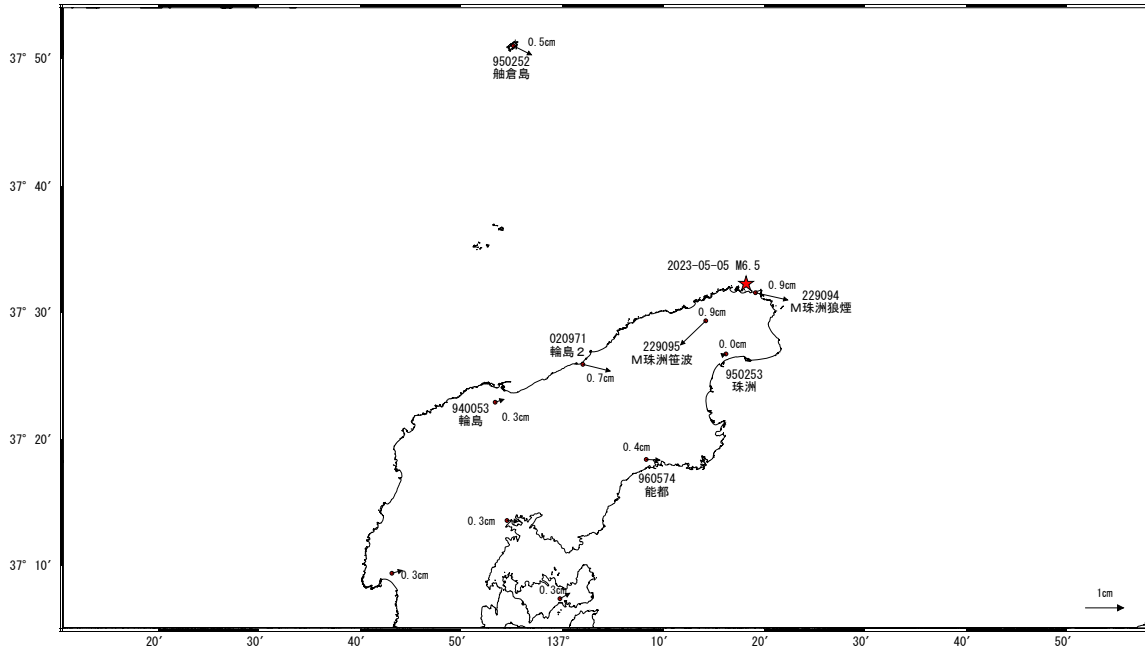 37° 50′
0.5cm
950252
舳倉島
37° 40′
2023-05-05 M6.5
0.9cm
229094
M珠洲狼煙
37° 30′
0.9cm
229095
M珠洲笹波
020971
輪島２
0.7cm
0.0cm
950253
珠洲
940053
輪島
0.3cm
37° 20′
0.4cm
960574
能都
0.3cm
37° 10′
0.3cm
0.3cm
1cm
20′
30′
40′
50′
137°
10′
20′
30′
40′
50′